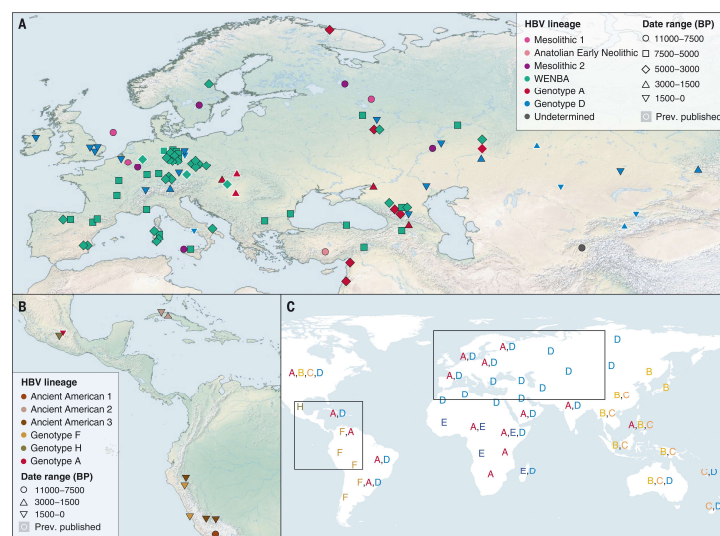 A
HBV lineage
Date range (BP)
Mesolithic 1
11000–7500
Anatolian Early Neolithic
7500–5000
Mesolithic 2
5000–3000
WENBA
3000–1500
Genotype A
1500–0
Genotype D
Undetermined
Prev. published
B
HBV lineage
Ancient American 1
Ancient American 2
Ancient American 3
Genotype F
Genotype H
Genotype A
Date range (BP)
11000–7500
3000–1500
1500–0
Prev. published
C
D
A,D
A,D
A,D
D
D
A,D
D
D
D
D
A,B,C,D
B
B
B,C
D
D
D
D
H
A,D
A,D
A,D
B,C
F,A
E
A,E
A,E,D
A,B,C
B,C
F
E
A
B,C
F
A,D
A
E,D
F,A,D
B,C,D
C,D
F
C,D